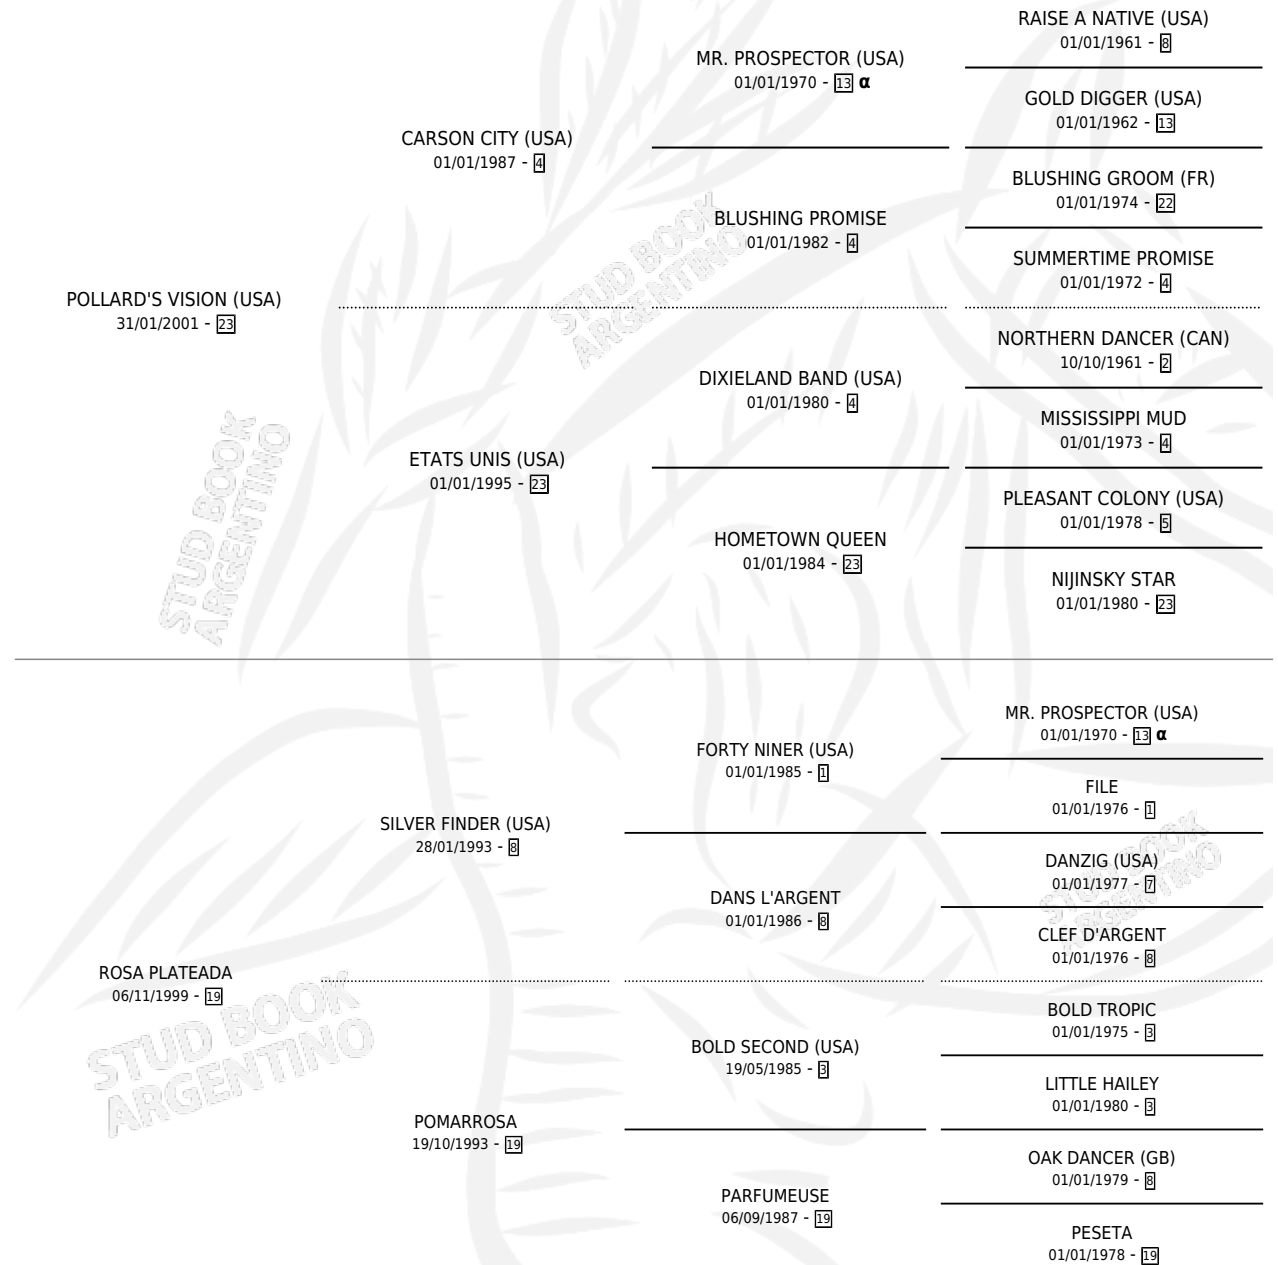 RAISE A NATIVE (USA)
01/01/1961 - 8
MR. PROSPECTOR (USA)
01/01/1970 - 13 α
GOLD DIGGER (USA)
01/01/1962 - 13
CARSON CITY (USA)
01/01/1987 - 4
BLUSHING GROOM (FR)
01/01/1974 - 22
BLUSHING PROMISE
01/01/1982 - 4
SUMMERTIME PROMISE
01/01/1972 - 4
POLLARD'S VISION (USA)
31/01/2001 - 23
NORTHERN DANCER (CAN)
10/10/1961 - 2
DIXIELAND BAND (USA)
01/01/1980 - 4
MISSISSIPPI MUD
01/01/1973 - 4
ETATS UNIS (USA)
01/01/1995 - 23
PLEASANT COLONY (USA)
01/01/1978 - 5
HOMETOWN QUEEN
01/01/1984 - 23
NIJINSKY STAR
01/01/1980 - 23
MR. PROSPECTOR (USA)
01/01/1970 - 13 α
FORTY NINER (USA)
01/01/1985 - 1
FILE
01/01/1976 - 1
SILVER FINDER (USA)
28/01/1993 - 8
DANZIG (USA)
01/01/1977 - 7
DANS L'ARGENT
01/01/1986 - 8
CLEF D'ARGENT
01/01/1976 - 8
ROSA PLATEADA
06/11/1999 - 19
BOLD TROPIC
01/01/1975 - 3
BOLD SECOND (USA)
19/05/1985 - 3
LITTLE HAILEY
01/01/1980 - 3
POMARROSA
19/10/1993 - 19
OAK DANCER (GB)
01/01/1979 - 8
PARFUMEUSE
06/09/1987 - 19
PESETA
01/01/1978 - 19
STUD BOOK
ARGENTINO
STUD BOOK
ARGENTINO
STUD BOOK
ARGENTINO
STUD BOOK
ARGENTINO